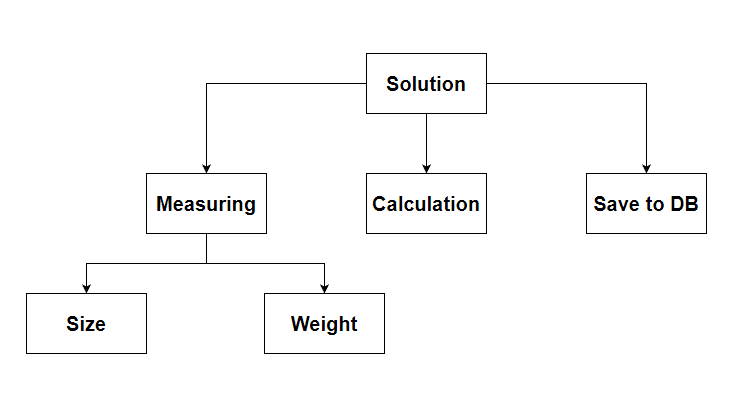 Solution
Measuring
Calculation
Save to DB
Size
Weight